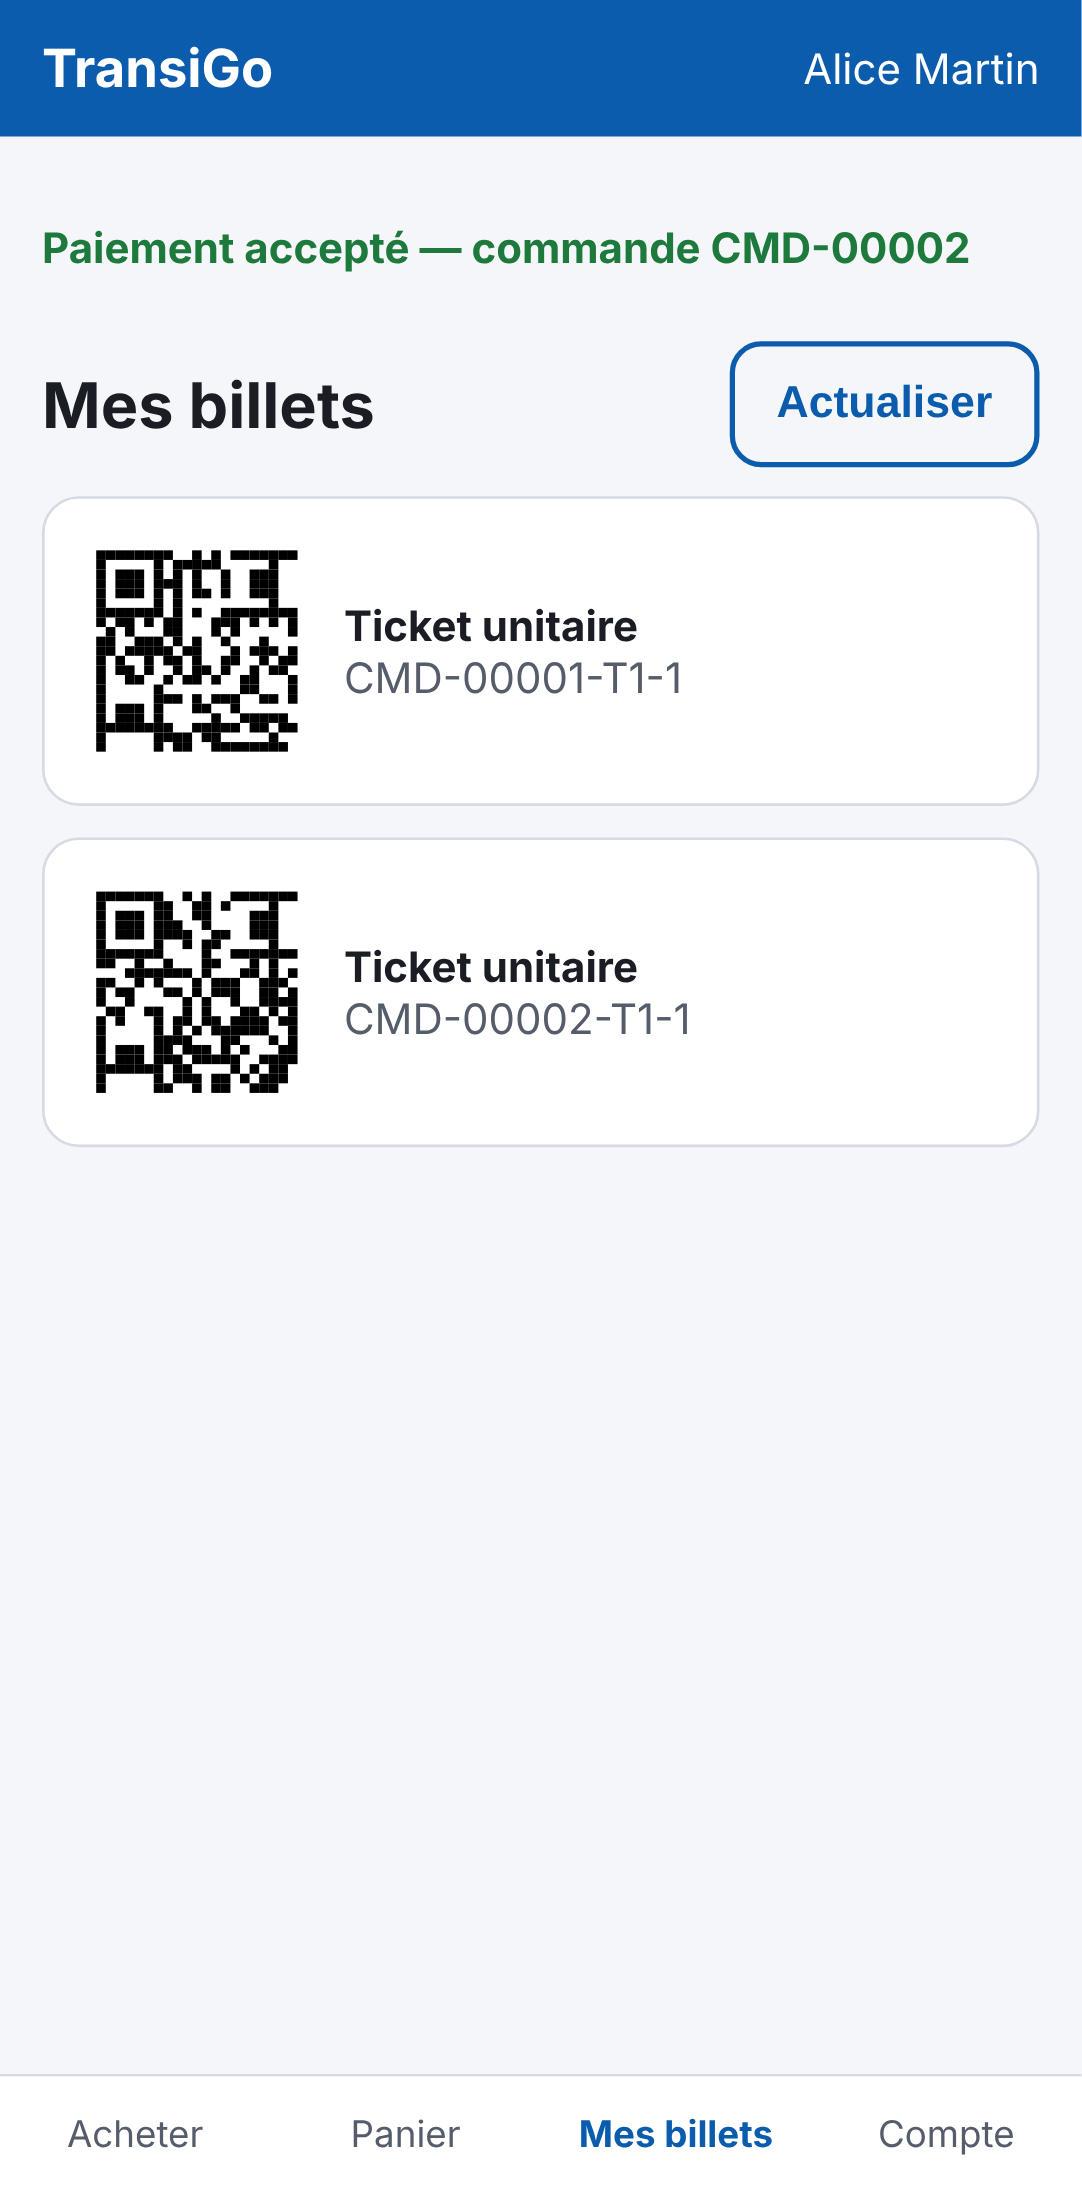 TransiGo
Alice Martin
Paiement accepté — commande CMD-00002
Mes billets
Actualiser
Ticket unitaire
CMD-00001-T1-1
Ticket unitaire
CMD-00002-T1-1
Acheter
Panier
Mes billets
Compte